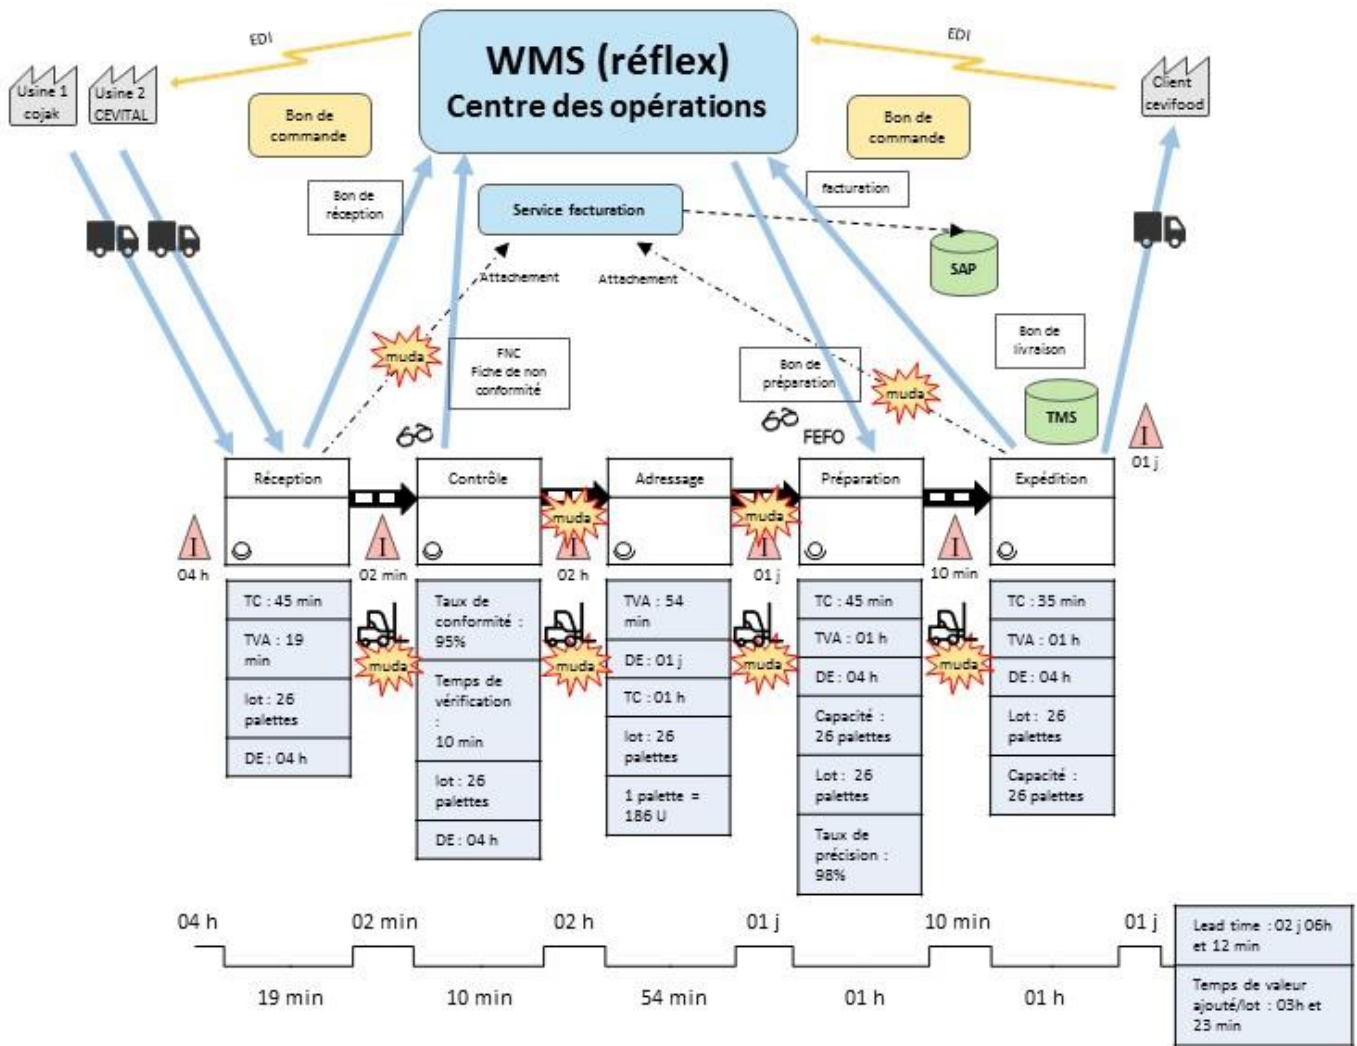 EDI
WMS (réflex)
Centre des opérations
EDI
Usine 1
cojak
Usine 2
CEVITAL
Bon de
commande
Bon de
commande
Client
cevifood
Bon de
réception
Service facturation
facturation
SAP
Attachement
Attachement
muda
FNC
Fiche de non
conformité
Bon de
préparation
muda
Bon de
livraison
TMS
FEFO
I
01 j
Réception
Contrôle
Adressage
Préparation
Expédition
muda
muda
I
04 h
I
02 min
I
02 h
I
01 j
I
10 min
muda
muda
muda
muda
TC : 45 min
TVA : 19
min
lot : 26
palettes
DE : 04 h
Taux de
conformité :
95%
Temps de
vérification
:
10 min
lot : 26
palettes
DE : 04 h
TVA : 54
min
DE : 01 j
TC : 01 h
lot : 26
palettes
1 palette =
186 U
TC : 45 min
TVA : 01 h
DE : 04 h
Capacité :
26 palettes
Lot : 26
palettes
Taux de
précision :
98%
TC : 35 min
TVA : 01 h
DE : 04 h
Lot : 26
palettes
Capacité :
26 palettes
04 h
02 min
02 h
01 j
10 min
01 j
19 min
10 min
54 min
01 h
01 h
Lead time : 02 j 06h
et 12 min
Temps de valeur
ajouté/lot : 03h et
23 min